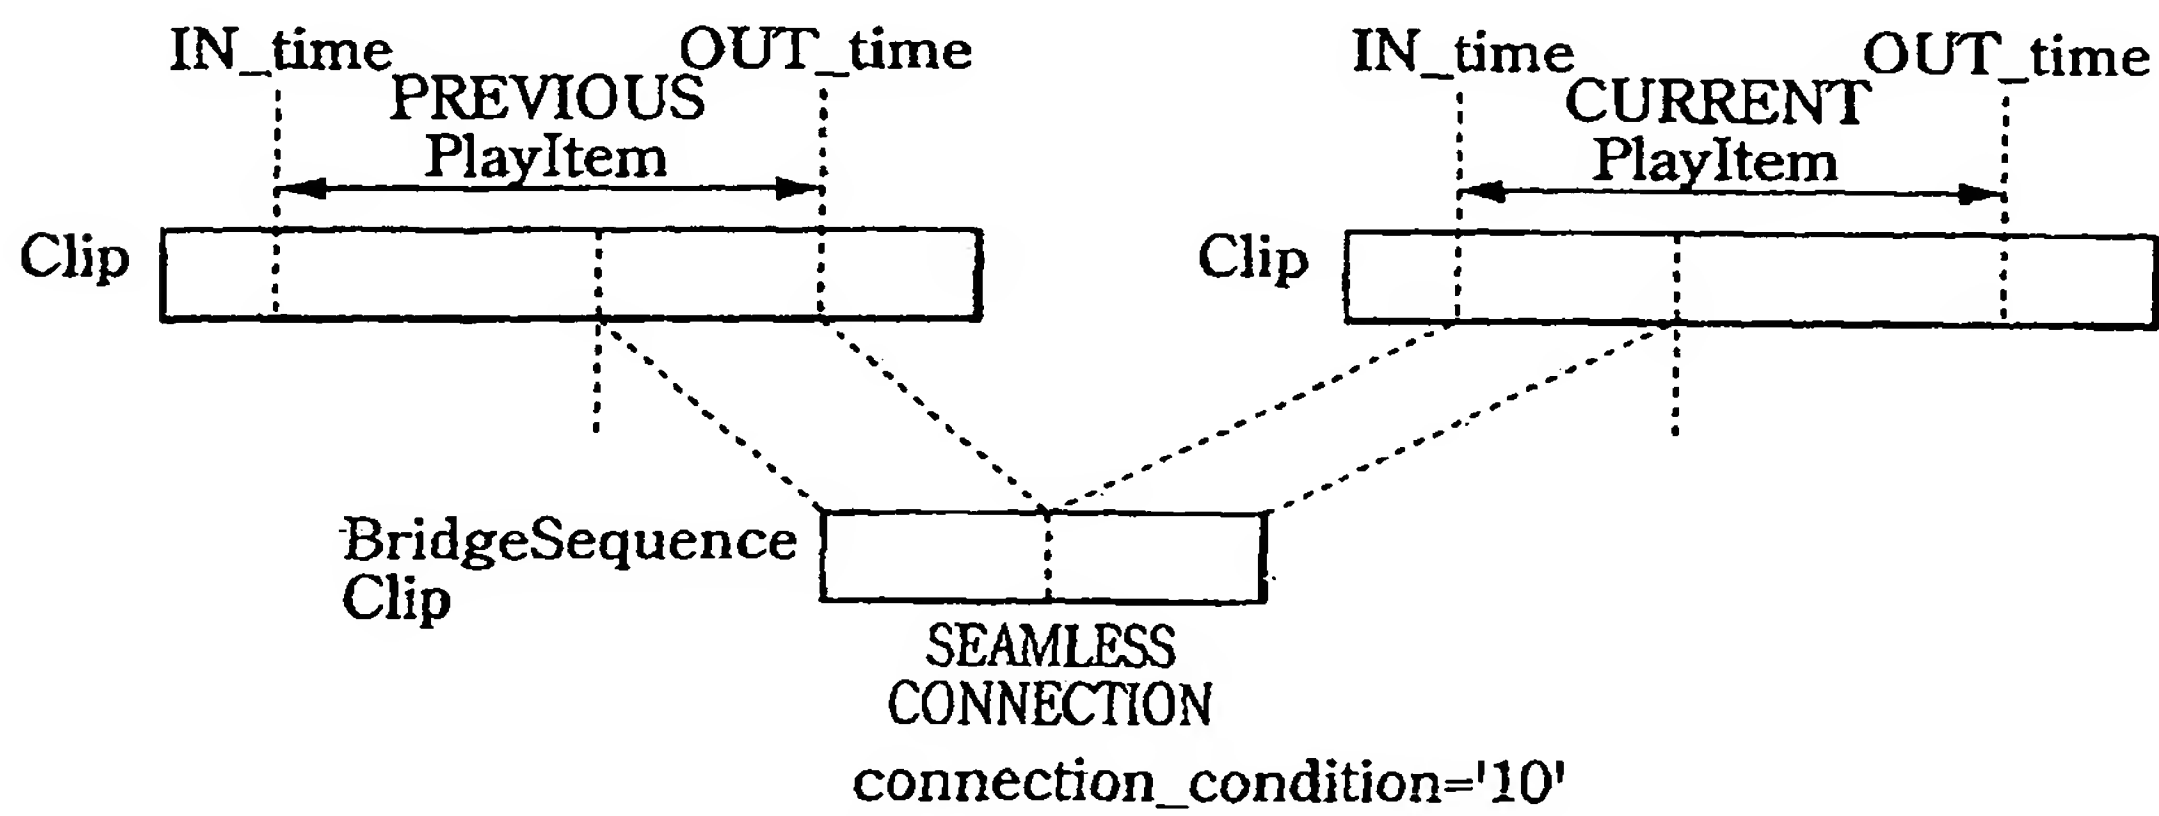 IN_time
OUT_time
PREVIOUS
PlayItem
Clip
IN_time
OUT_time
CURRENT
PlayItem
Clip
BridgeSequence
Clip
SEAMLESS
CONNECTION
connection_condition='10'